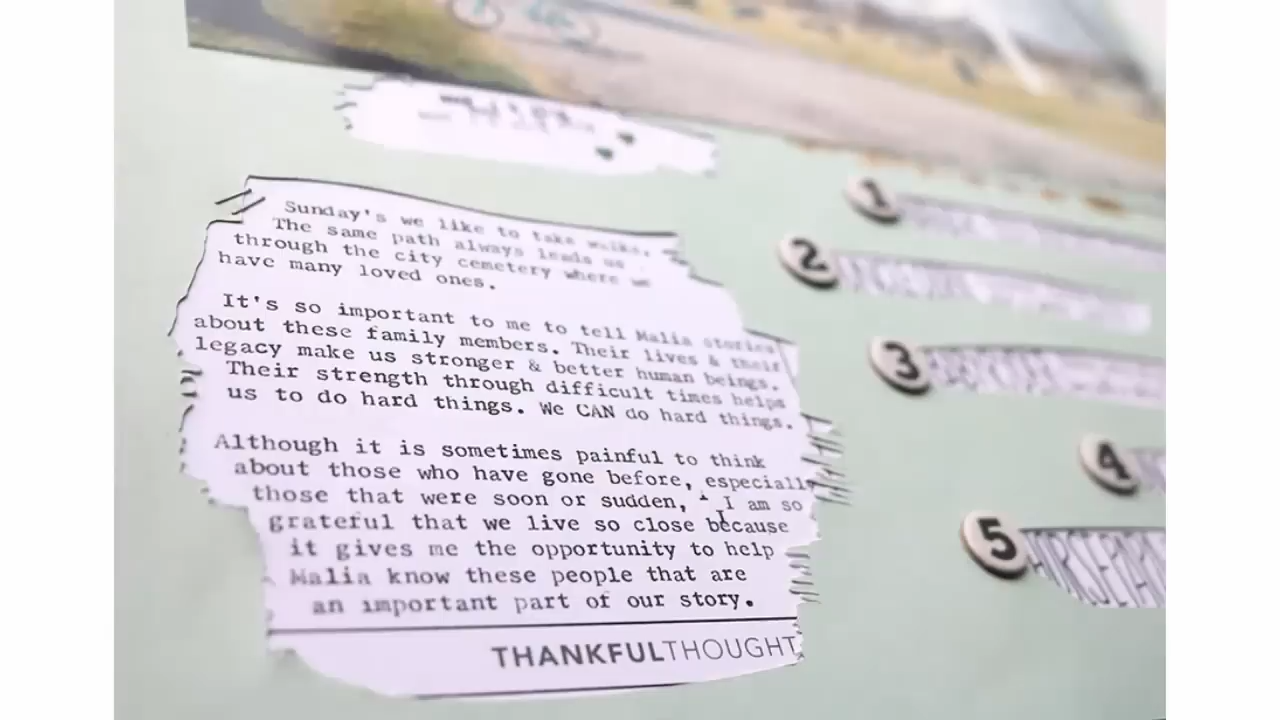 Sunday's we like to take walks.
The same path always leads us
through the city cemetery where we
have many loved ones.
It's so important to me to tell Malia stories
about these family members. Their lives & their
legacy make us stronger & better human beings.
Their strength through difficult times helps
us to do hard things. We CAN do hard things.
Although it is sometimes painful to think
about those who have gone before, especially
those that were soon or sudden, I am so
grateful that we live so close because
it gives me the opportunity to help
Malia know these people that are
an important part of our story.
THANKFULTHOUGHT
1
2
3
4
5